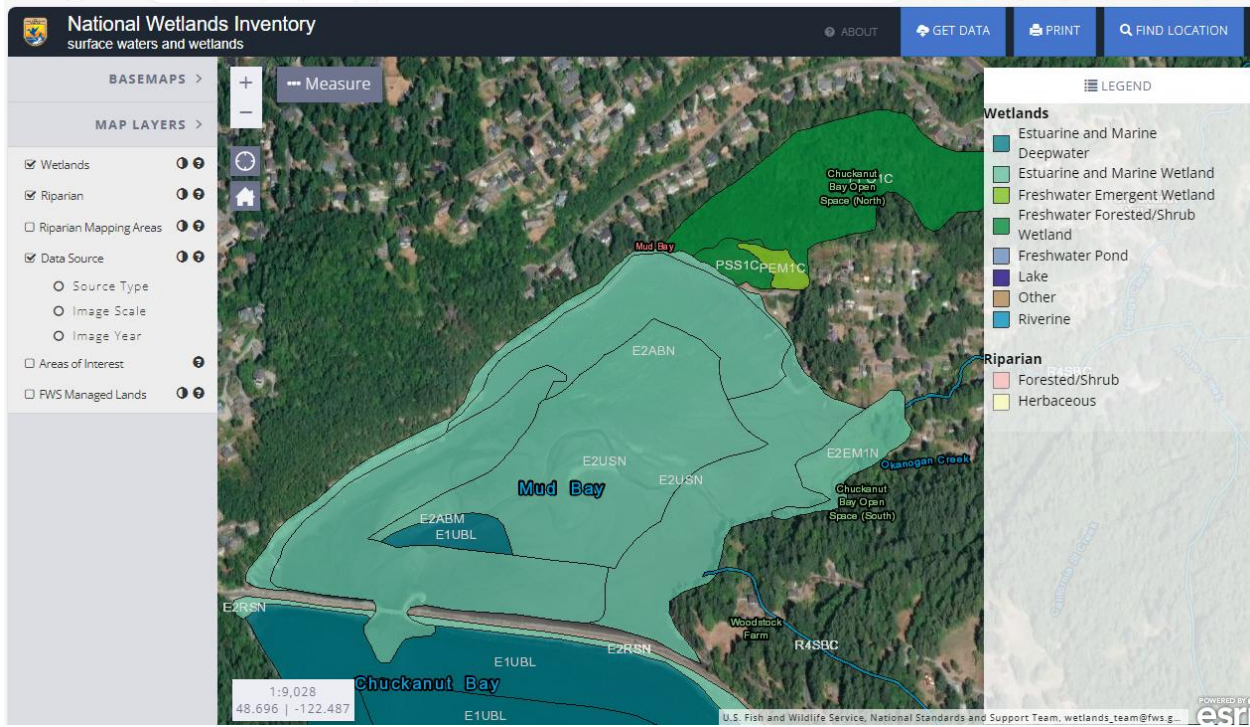 National Wetlands Inventory
surface waters and wetlands
ABOUT
GET DATA
PRINT
FIND LOCATION
BASEMAPS >
MAP LAYERS >
Wetlands
Riparian
Riparian Mapping Areas
Data Source
Source Type
Image Scale
Image Year
Areas of Interest
FWS Managed Lands
+
−
Measure
LEGEND
Wetlands
Estuarine and Marine
Deepwater
Estuarine and Marine Wetland
Freshwater Emergent Wetland
Freshwater Forested/Shrub
Wetland
Freshwater Pond
Lake
Other
Riverine
Riparian
Forested/Shrub
Herbaceous
R4SBC
Chuckanut
Bay Open
Space (North)
Mud Bay
PSS1C
PEM1C
E2ABN
E2EM1N
Okanogan Creek
E2USN
E2USN
Mud Bay
Chuckanut
Bay Open
Space (South)
E2ABM
E1UBL
E2RSN
Woodstock
Farm
R4SBC
E2RSN
E1UBL
Chuckanut Bay
E1UBL
1:9,028
48.696 | -122.487
U.S. Fish and Wildlife Service, National Standards and Support Team, wetlands_team@fws.g...
POWERED BY
esri